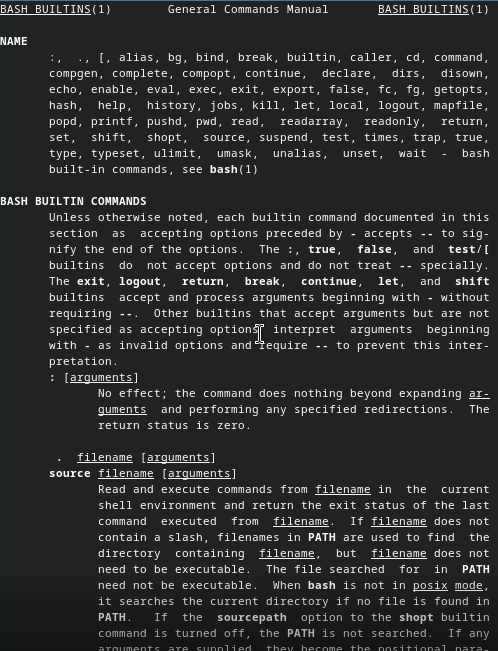 BASH_BUILTINS(1) General Commands Manual BASH_BUILTINS(1)
NAME
:, ., [, alias, bg, bind, break, builtin, caller, cd, command,
compgen, complete, compopt, continue, declare, dirs, disown,
echo, enable, eval, exec, exit, export, false, fc, fg, getopts,
hash, help, history, jobs, kill, let, local, logout, mapfile,
popd, printf, pushd, pwd, read, readarray, readonly, return,
set, shift, shopt, source, suspend, test, times, trap, true,
type, typeset, ulimit, umask, unalias, unset, wait - bash
built-in commands, see bash(1)
BASH BUILTIN COMMANDS
Unless otherwise noted, each builtin command documented in this
section as accepting options preceded by - accepts -- to sig-
nify the end of the options. The :, true, false, and test/[
builtins do not accept options and do not treat -- specially.
The exit, logout, return, break, continue, let, and shift
builtins accept and process arguments beginning with - without
requiring --. Other builtins that accept arguments but are not
specified as accepting options interpret arguments beginning
with - as invalid options and require -- to prevent this inter-
pretation.
: [arguments]
No effect; the command does nothing beyond expanding ar-
guments and performing any specified redirections. The
return status is zero.
. filename [arguments]
source filename [arguments]
Read and execute commands from filename in the current
shell environment and return the exit status of the last
command executed from filename. If filename does not
contain a slash, filenames in PATH are used to find the
directory containing filename, but filename does not
need to be executable. The file searched for in PATH
need not be executable. When bash is not in posix mode,
it searches the current directory if no file is found in
PATH. If the sourcepath option to the shopt builtin
command is turned off, the PATH is not searched. If any
arguments are supplied, they become the positional para-